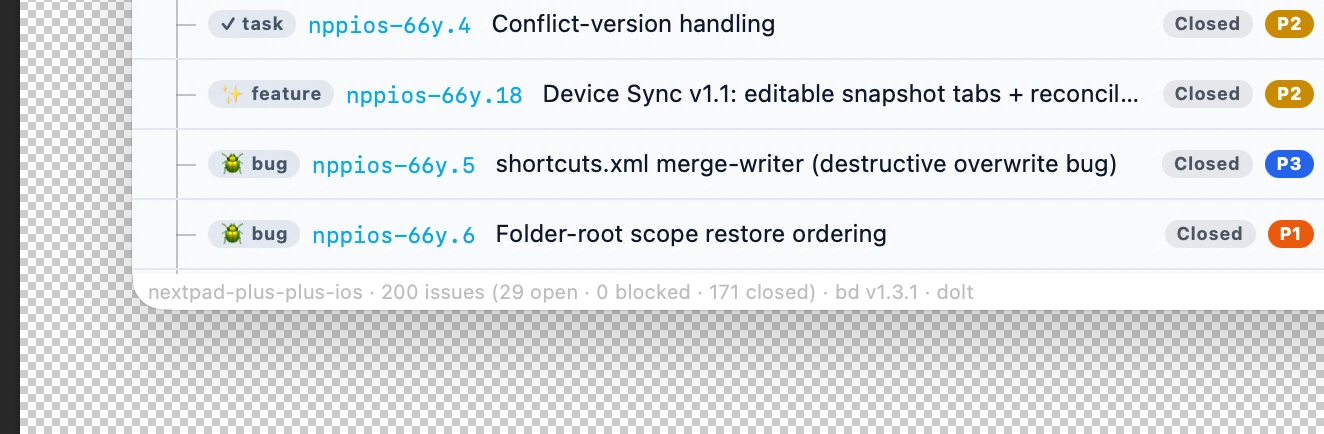 ✓ task nppios-66y.4 Conflict-version handling Closed P2
✨ feature nppios-66y.18 Device Sync v1.1: editable snapshot tabs + reconcil... Closed P2
🪲 bug nppios-66y.5 shortcuts.xml merge-writer (destructive overwrite bug) Closed P3
🪲 bug nppios-66y.6 Folder-root scope restore ordering Closed P1
nextpad-plus-plus-ios · 200 issues (29 open · 0 blocked · 171 closed) · bd v1.3.1 · dolt